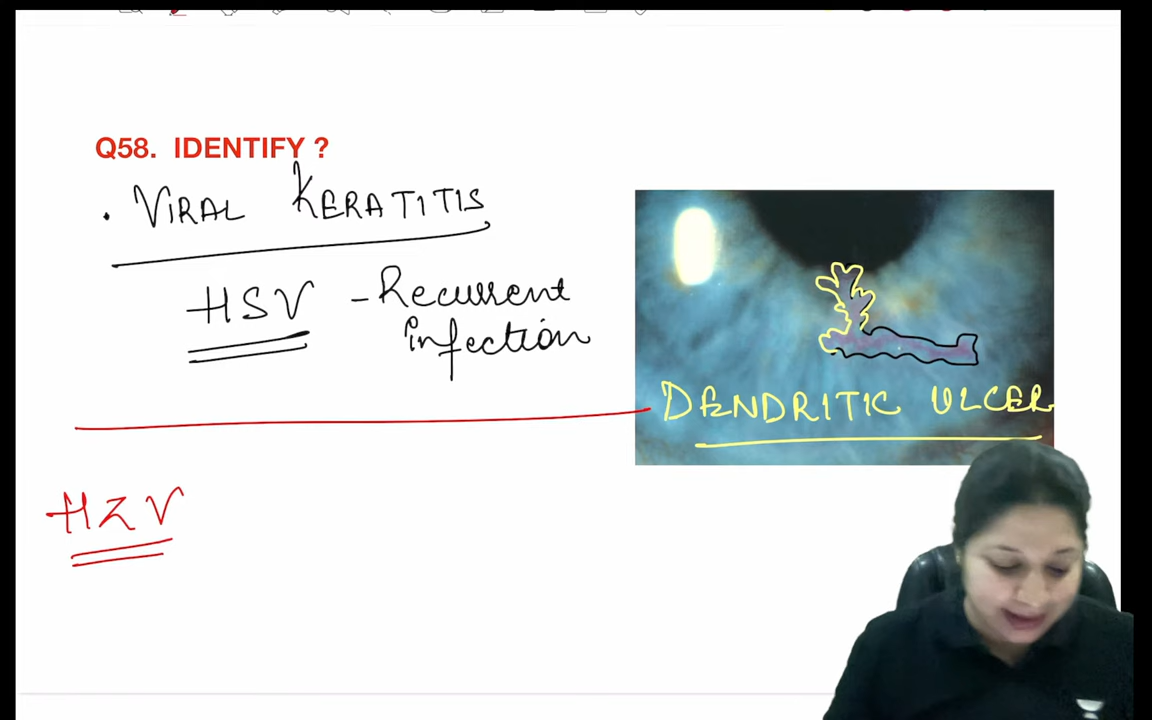 Q58. IDENTIFY ?
. VIRAL KERATITIS
HSV - Recurrent
infection
DENDRITIC ULCER
HZV